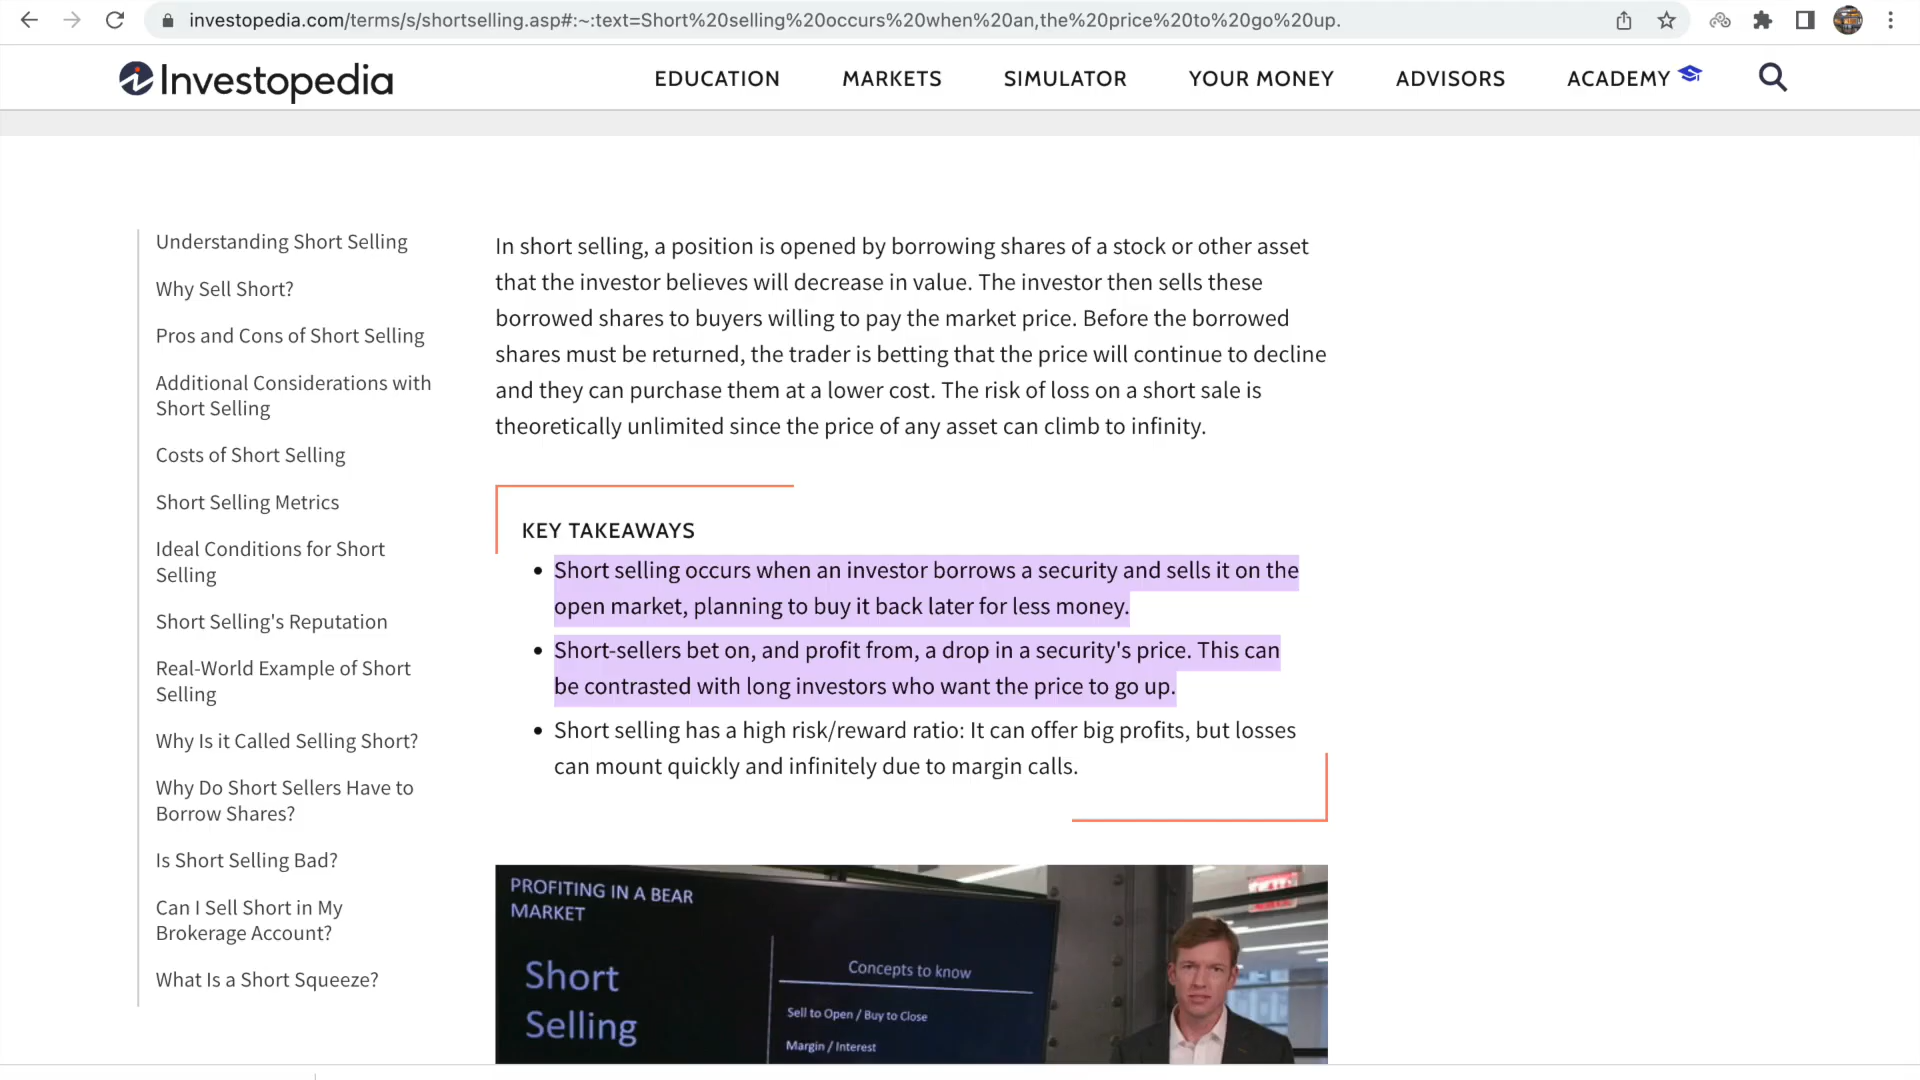 investopedia.com/terms/s/shortselling.asp#:~:text=Short%20selling%20occurs%20when%20an,the%20price%20to%20go%20up.
Investopedia
EDUCATION MARKETS SIMULATOR YOUR MONEY ADVISORS ACADEMY
Understanding Short Selling
Why Sell Short?
Pros and Cons of Short Selling
Additional Considerations with
Short Selling
Costs of Short Selling
Short Selling Metrics
Ideal Conditions for Short
Selling
Short Selling's Reputation
Real-World Example of Short
Selling
Why Is it Called Selling Short?
Why Do Short Sellers Have to
Borrow Shares?
Is Short Selling Bad?
Can I Sell Short in My
Brokerage Account?
What Is a Short Squeeze?
In short selling, a position is opened by borrowing shares of a stock or other asset
that the investor believes will decrease in value. The investor then sells these
borrowed shares to buyers willing to pay the market price. Before the borrowed
shares must be returned, the trader is betting that the price will continue to decline
and they can purchase them at a lower cost. The risk of loss on a short sale is
theoretically unlimited since the price of any asset can climb to infinity.
KEY TAKEAWAYS
• Short selling occurs when an investor borrows a security and sells it on the
open market, planning to buy it back later for less money.
• Short-sellers bet on, and profit from, a drop in a security's price. This can
be contrasted with long investors who want the price to go up.
• Short selling has a high risk/reward ratio: It can offer big profits, but losses
can mount quickly and infinitely due to margin calls.
PROFITING IN A BEAR
MARKET
Short
Selling
Concepts to know
Sell to Open / Buy to Close
Margin / Interest